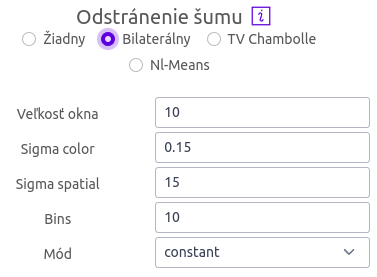 Odstránenie šumu i
Žiadny Bilaterálny TV Chambolle
Nl-Means
Veľkosť okna 10
Sigma color 0.15
Sigma spatial 15
Bins 10
Mód constant